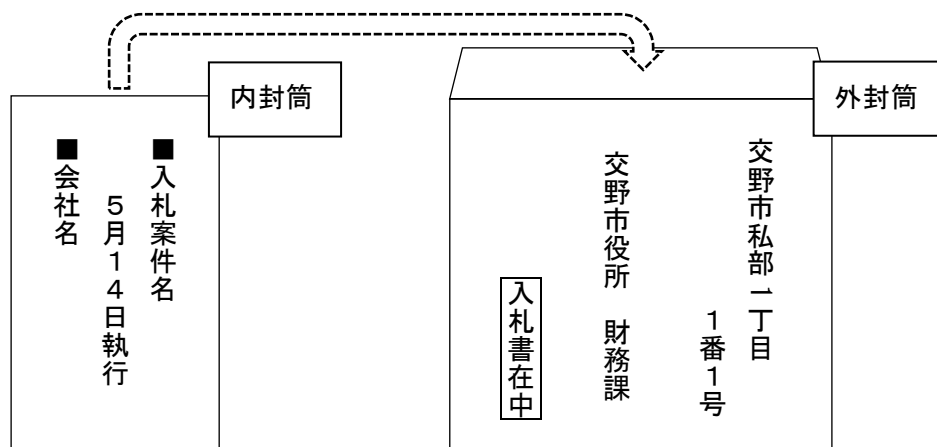 内封筒
■入札案件名
５月１４日執行
■会社名
外封筒
交野市私部一丁目
１番１号
交野市役所　財務課
入札書在中